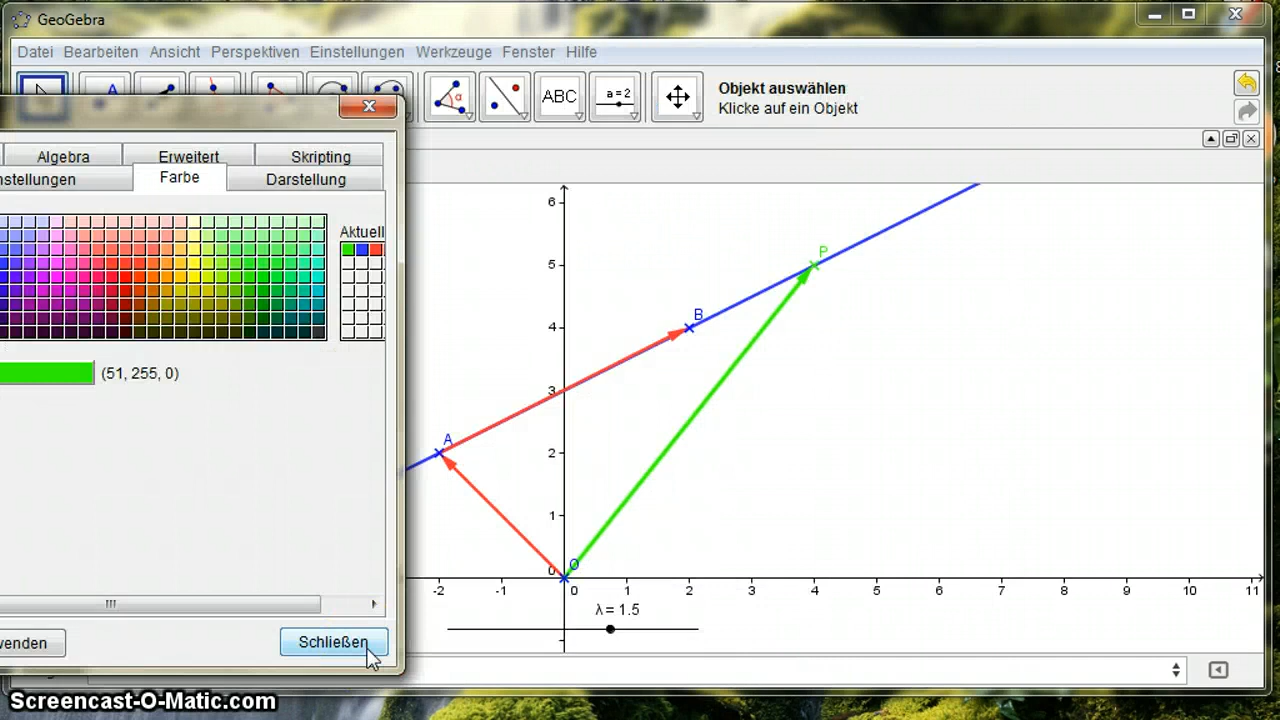 GeoGebra
Datei Bearbeiten Ansicht Perspektiven Einstellungen Werkzeuge Fenster Hilfe
A
α
ABC
a = 2
Objekt auswählen
Klicke auf ein Objekt
Algebra Erweitert Skripting
nstellungen Farbe Darstellung
Aktuell
(51, 255, 0)
wenden Schließen
6
5
4
3
2
1
0
-2 -1 0 1 2 3 4 5 6 7 8 9 10 11
P
B
A
O
λ = 1.5
Screencast-O-Matic.com